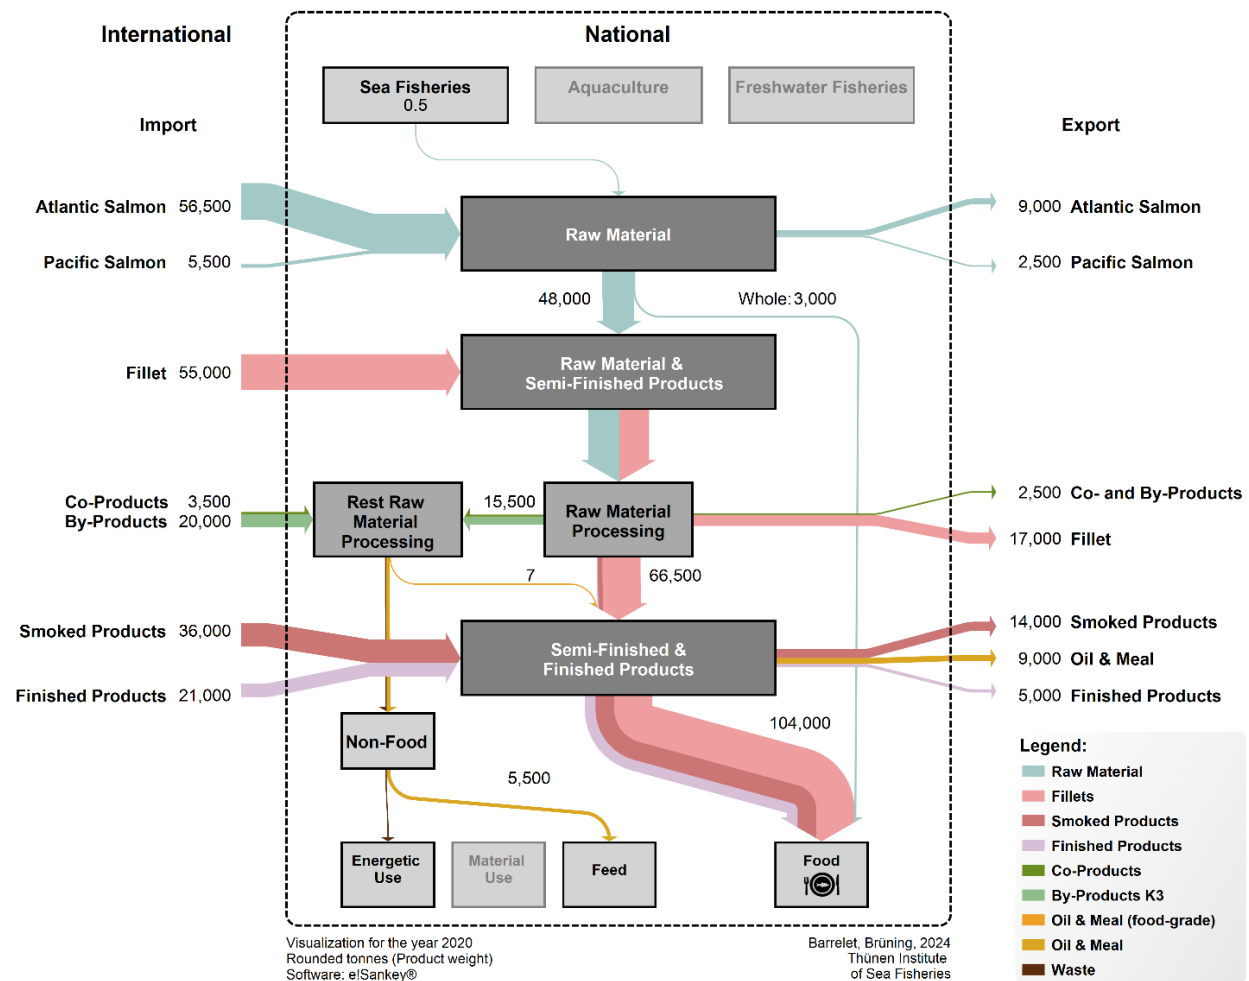 International
National
Sea Fisheries
0.5
Aquaculture
Freshwater Fisheries
Import
Export
Atlantic Salmon 56,500
Raw Material
9,000 Atlantic Salmon
Pacific Salmon 5,500
2,500 Pacific Salmon
48,000
Whole: 3,000
Fillet 55,000
Raw Material &
Semi-Finished Products
Co-Products 3,500
By-Products 20,000
Rest Raw
Material
Processing
15,500
Raw Material
Processing
2,500 Co- and By-Products
17,000 Fillet
7
66,500
Smoked Products 36,000
Semi-Finished &
Finished Products
14,000 Smoked Products
9,000 Oil & Meal
Finished Products 21,000
5,000 Finished Products
104,000
Non-Food
5,500
Energetic
Use
Material
Use
Feed
Food
Legend:
Raw Material
Fillets
Smoked Products
Finished Products
Co-Products
By-Products K3
Oil & Meal (food-grade)
Oil & Meal
Waste
Visualization for the year 2020
Rounded tonnes (Product weight)
Software: e!Sankey®
Barrelet, Brüning, 2024
Thünen Institute
of Sea Fisheries